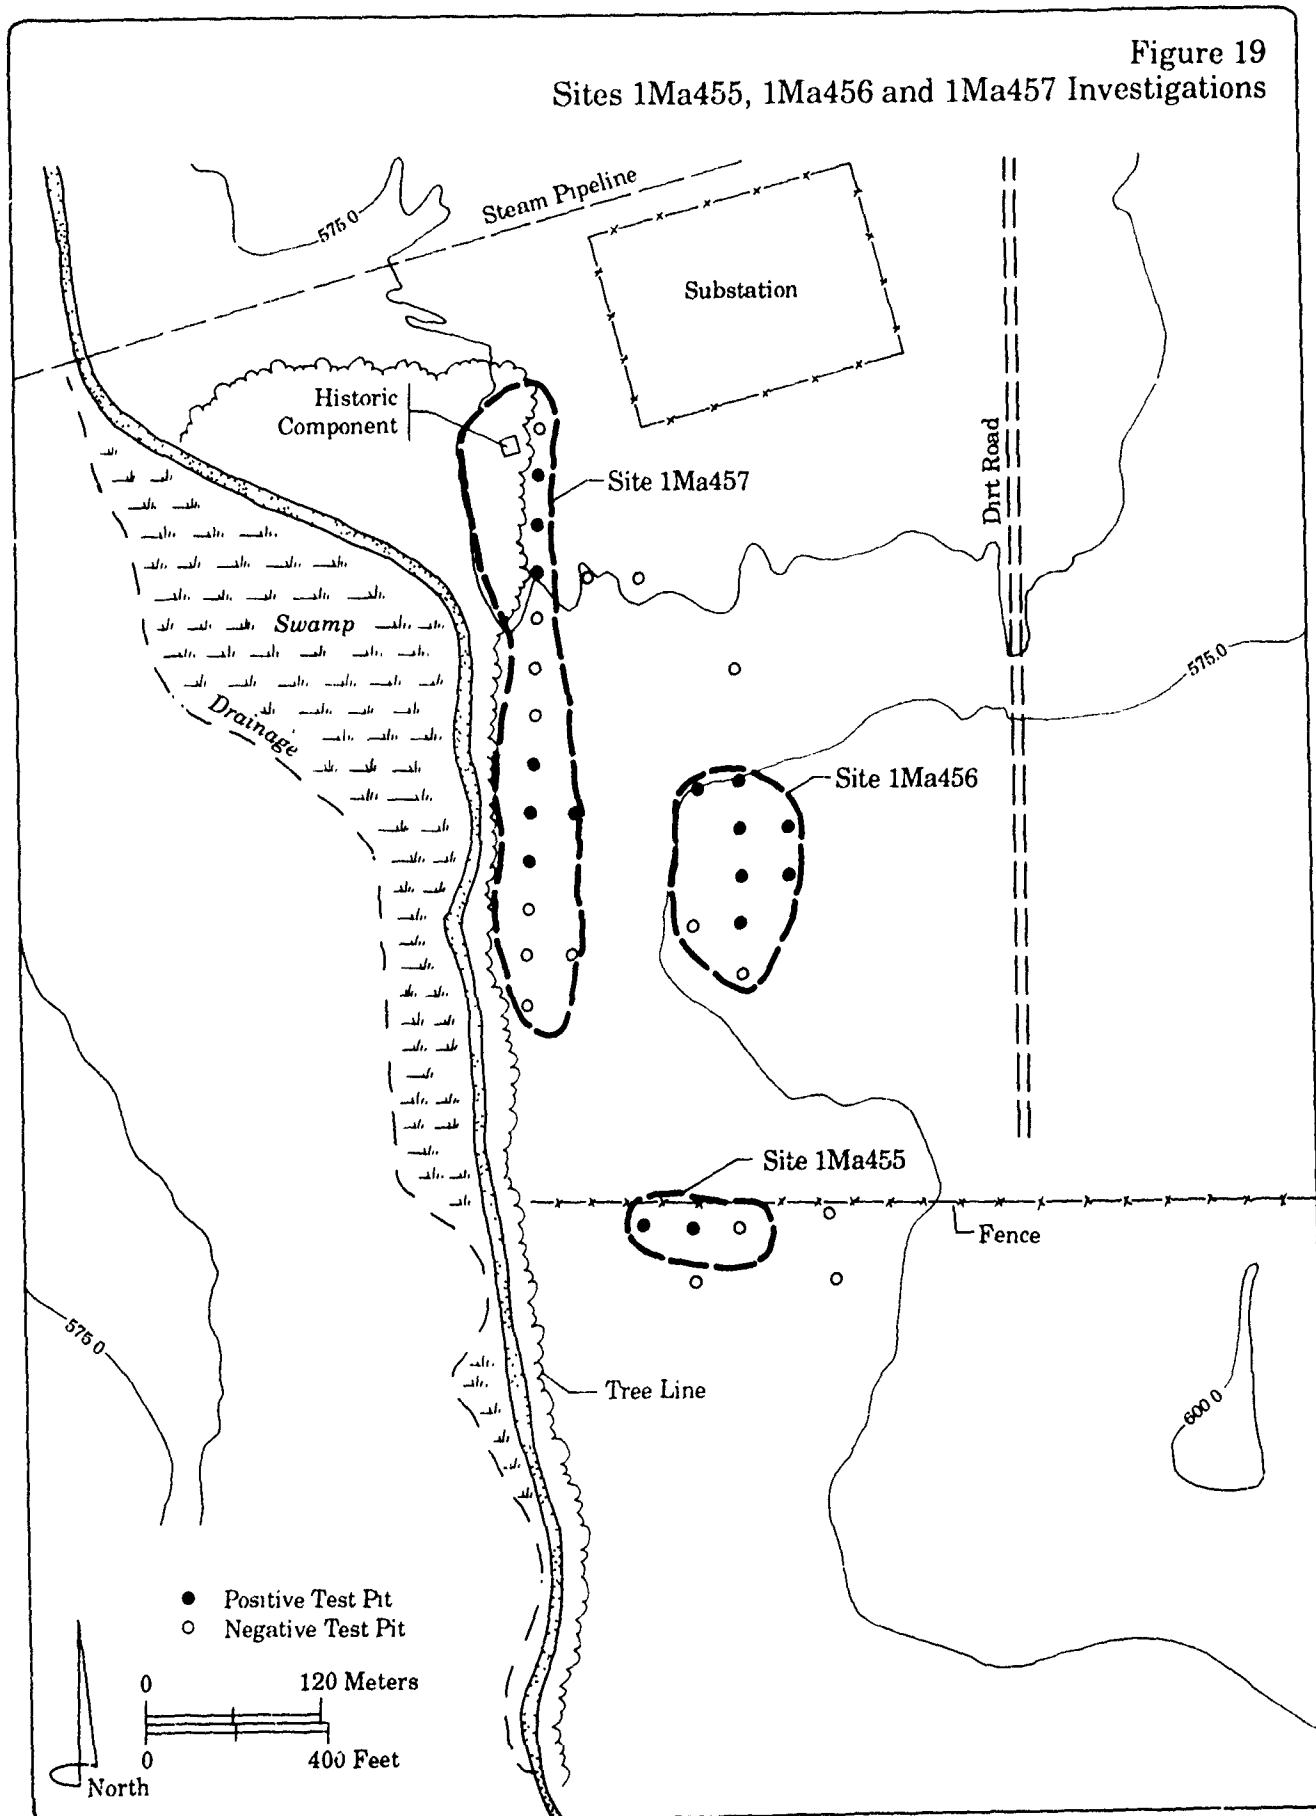 Figure 19
Sites 1Ma455, 1Ma456 and 1Ma457 Investigations
Steam Pipeline
575 0
Substation
Historic
Component
Dirt Road
Site 1Ma457
Swamp
575.0
Drainage
Site 1Ma456
Site 1Ma455
Fence
575 0
Tree Line
600 0
Positive Test Pit
Negative Test Pit
0 120 Meters
0 400 Feet
North